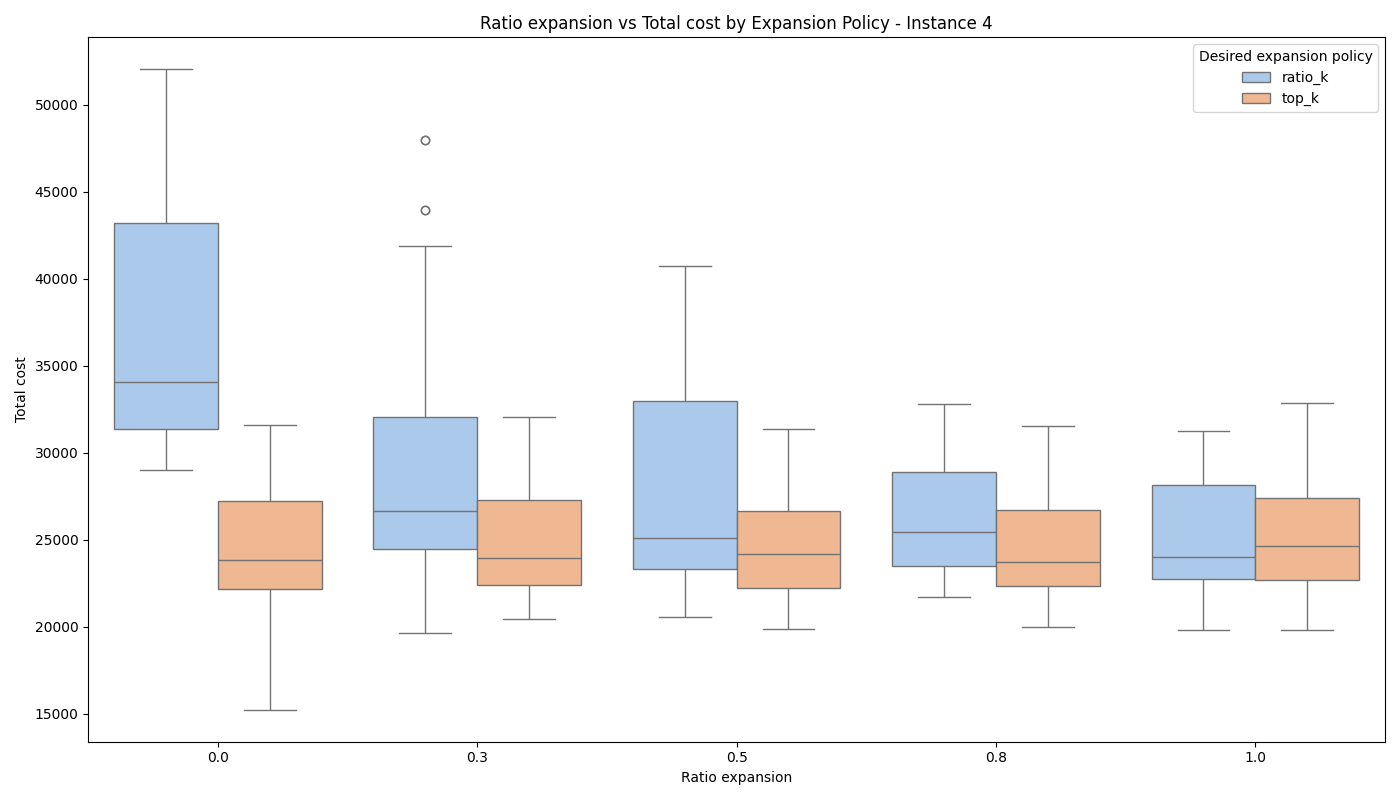 Ratio expansion vs Total cost by Expansion Policy - Instance 4
Desired expansion policy
ratio_k
top_k
Total cost
50000
45000
40000
35000
30000
25000
20000
15000
0.0
0.3
0.5
0.8
1.0
Ratio expansion